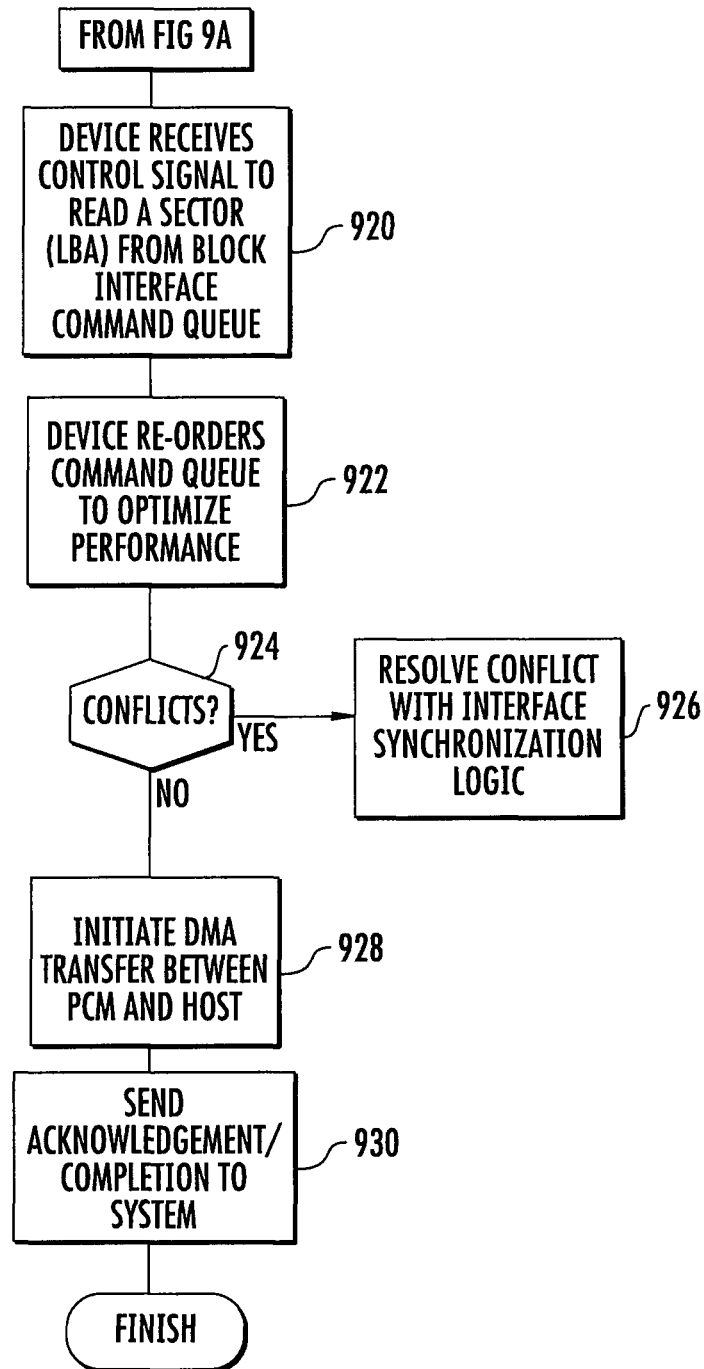 FROM FIG 9A
DEVICE RECEIVES
CONTROL SIGNAL TO
READ A SECTOR
(LBA) FROM BLOCK
INTERFACE
COMMAND QUEUE
920
DEVICE RE-ORDERS
COMMAND QUEUE
TO OPTIMIZE
PERFORMANCE
922
924
CONFLICTS?
YES
NO
RESOLVE CONFLICT
WITH INTERFACE
SYNCHRONIZATION
LOGIC
926
INITIATE DMA
TRANSFER BETWEEN
PCM AND HOST
928
SEND
ACKNOWLEDGEMENT/
COMPLETION TO
SYSTEM
930
FINISH